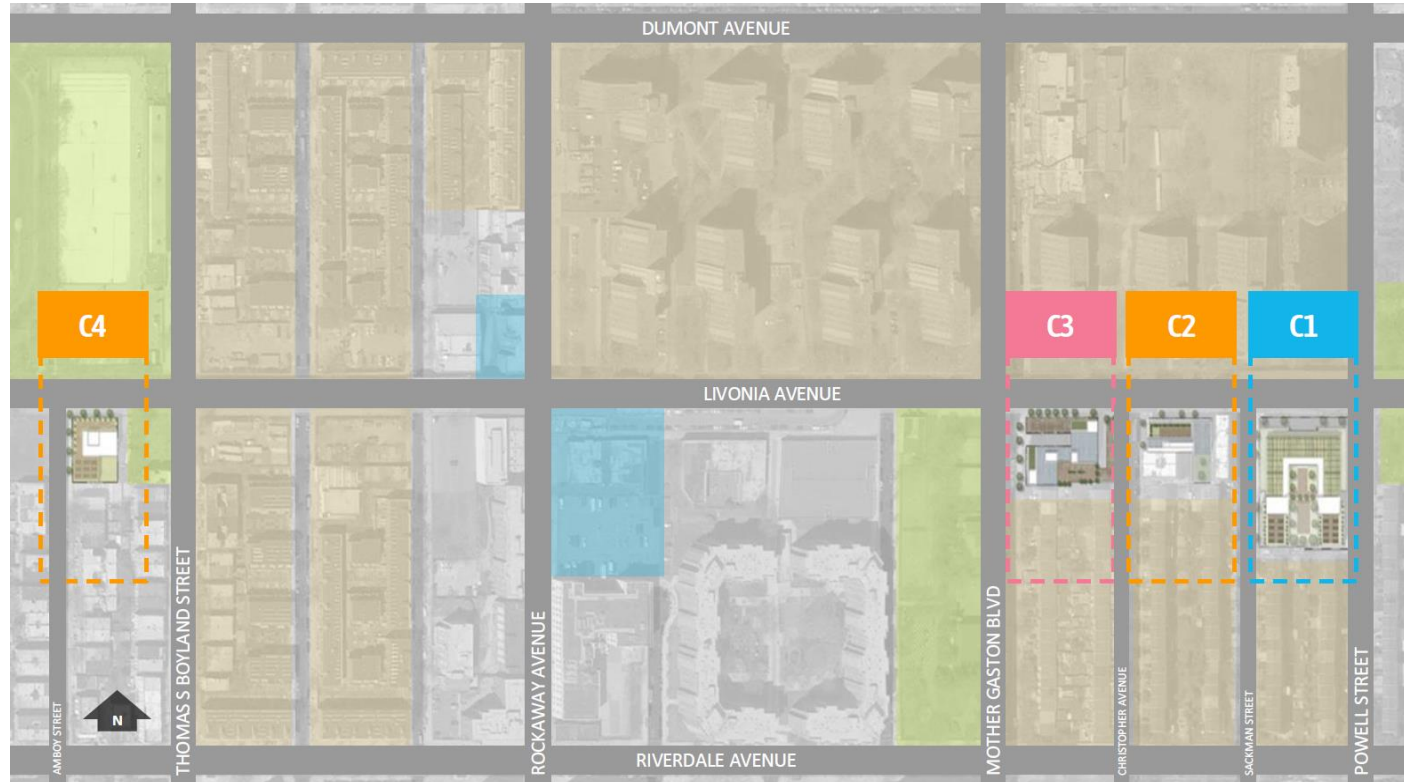 DUMONT AVENUE
C4
C3
C2
C1
LIVONIA AVENUE
AMBOY STREET
N
THOMAS S BOYLAND STREET
ROCKAWAY AVENUE
MOTHER GASTON BLVD
CHRISTOPHER AVENUE
SACKMAN STREET
POWELL STREET
RIVERDALE AVENUE